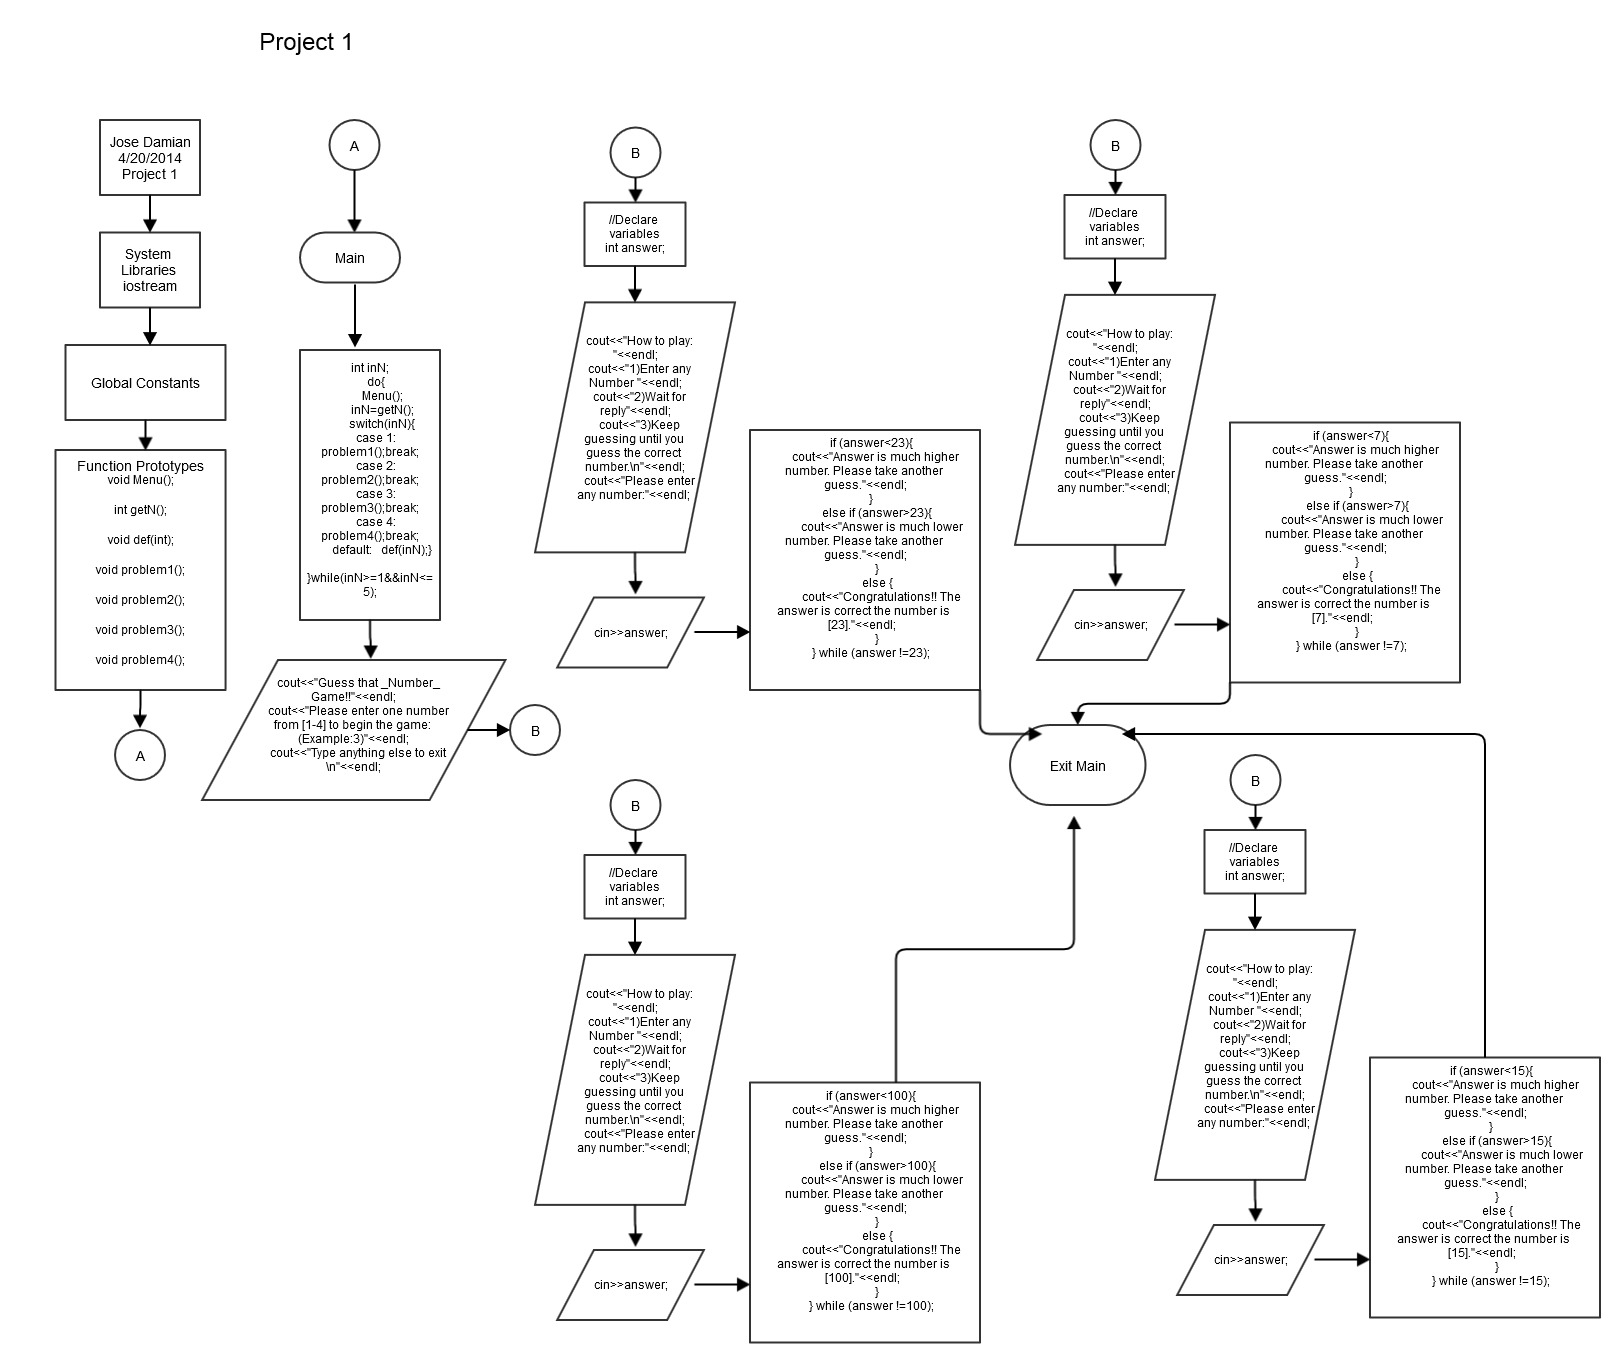 Project 1
Jose Damian
4/20/2014
Project 1
System
Libraries
iostream
Global Constants
Function Prototypes
void Menu();
int getN();
void def(int);
void problem1();
void problem2();
void problem3();
void problem4();
A
A
Main
int inN;
do{
Menu();
inN=getN();
switch(inN){
case 1:
problem1();break;
case 2:
problem2();break;
case 3:
problem3();break;
case 4:
problem4();break;
default:   def(inN);}
}while(inN>=1&&inN<=
5);
cout<<"Guess that _Number_
Game!!"<<endl;
cout<<"Please enter one number
from [1-4] to begin the game:
(Example:3)"<<endl;
cout<<"Type anything else to exit
\n"<<endl;
B
B
//Declare
variables
int answer;
cout<<"How to play:
"<<endl;
cout<<"1)Enter any
Number "<<endl;
cout<<"2)Wait for
reply"<<endl;
cout<<"3)Keep
guessing until you
guess the correct
number.\n"<<endl;
cout<<"Please enter
any number:"<<endl;
cin>>answer;
if (answer<23){
cout<<"Answer is much higher
number. Please take another
guess."<<endl;
}
else if (answer>23){
cout<<"Answer is much lower
number. Please take another
guess."<<endl;
}
else {
cout<<"Congratulations!! The
answer is correct the number is
[23]."<<endl;
}
} while (answer !=23);
B
//Declare
variables
int answer;
cout<<"How to play:
"<<endl;
cout<<"1)Enter any
Number "<<endl;
cout<<"2)Wait for
reply"<<endl;
cout<<"3)Keep
guessing until you
guess the correct
number.\n"<<endl;
cout<<"Please enter
any number:"<<endl;
cin>>answer;
if (answer<7){
cout<<"Answer is much higher
number. Please take another
guess."<<endl;
}
else if (answer>7){
cout<<"Answer is much lower
number. Please take another
guess."<<endl;
}
else {
cout<<"Congratulations!! The
answer is correct the number is
[7]."<<endl;
}
} while (answer !=7);
Exit Main
B
//Declare
variables
int answer;
cout<<"How to play:
"<<endl;
cout<<"1)Enter any
Number "<<endl;
cout<<"2)Wait for
reply"<<endl;
cout<<"3)Keep
guessing until you
guess the correct
number.\n"<<endl;
cout<<"Please enter
any number:"<<endl;
cin>>answer;
if (answer<100){
cout<<"Answer is much higher
number. Please take another
guess."<<endl;
}
else if (answer>100){
cout<<"Answer is much lower
number. Please take another
guess."<<endl;
}
else {
cout<<"Congratulations!! The
answer is correct the number is
[100]."<<endl;
}
} while (answer !=100);
B
//Declare
variables
int answer;
cout<<"How to play:
"<<endl;
cout<<"1)Enter any
Number "<<endl;
cout<<"2)Wait for
reply"<<endl;
cout<<"3)Keep
guessing until you
guess the correct
number.\n"<<endl;
cout<<"Please enter
any number:"<<endl;
cin>>answer;
if (answer<15){
cout<<"Answer is much higher
number. Please take another
guess."<<endl;
}
else if (answer>15){
cout<<"Answer is much lower
number. Please take another
guess."<<endl;
}
else {
cout<<"Congratulations!! The
answer is correct the number is
[15]."<<endl;
}
} while (answer !=15);